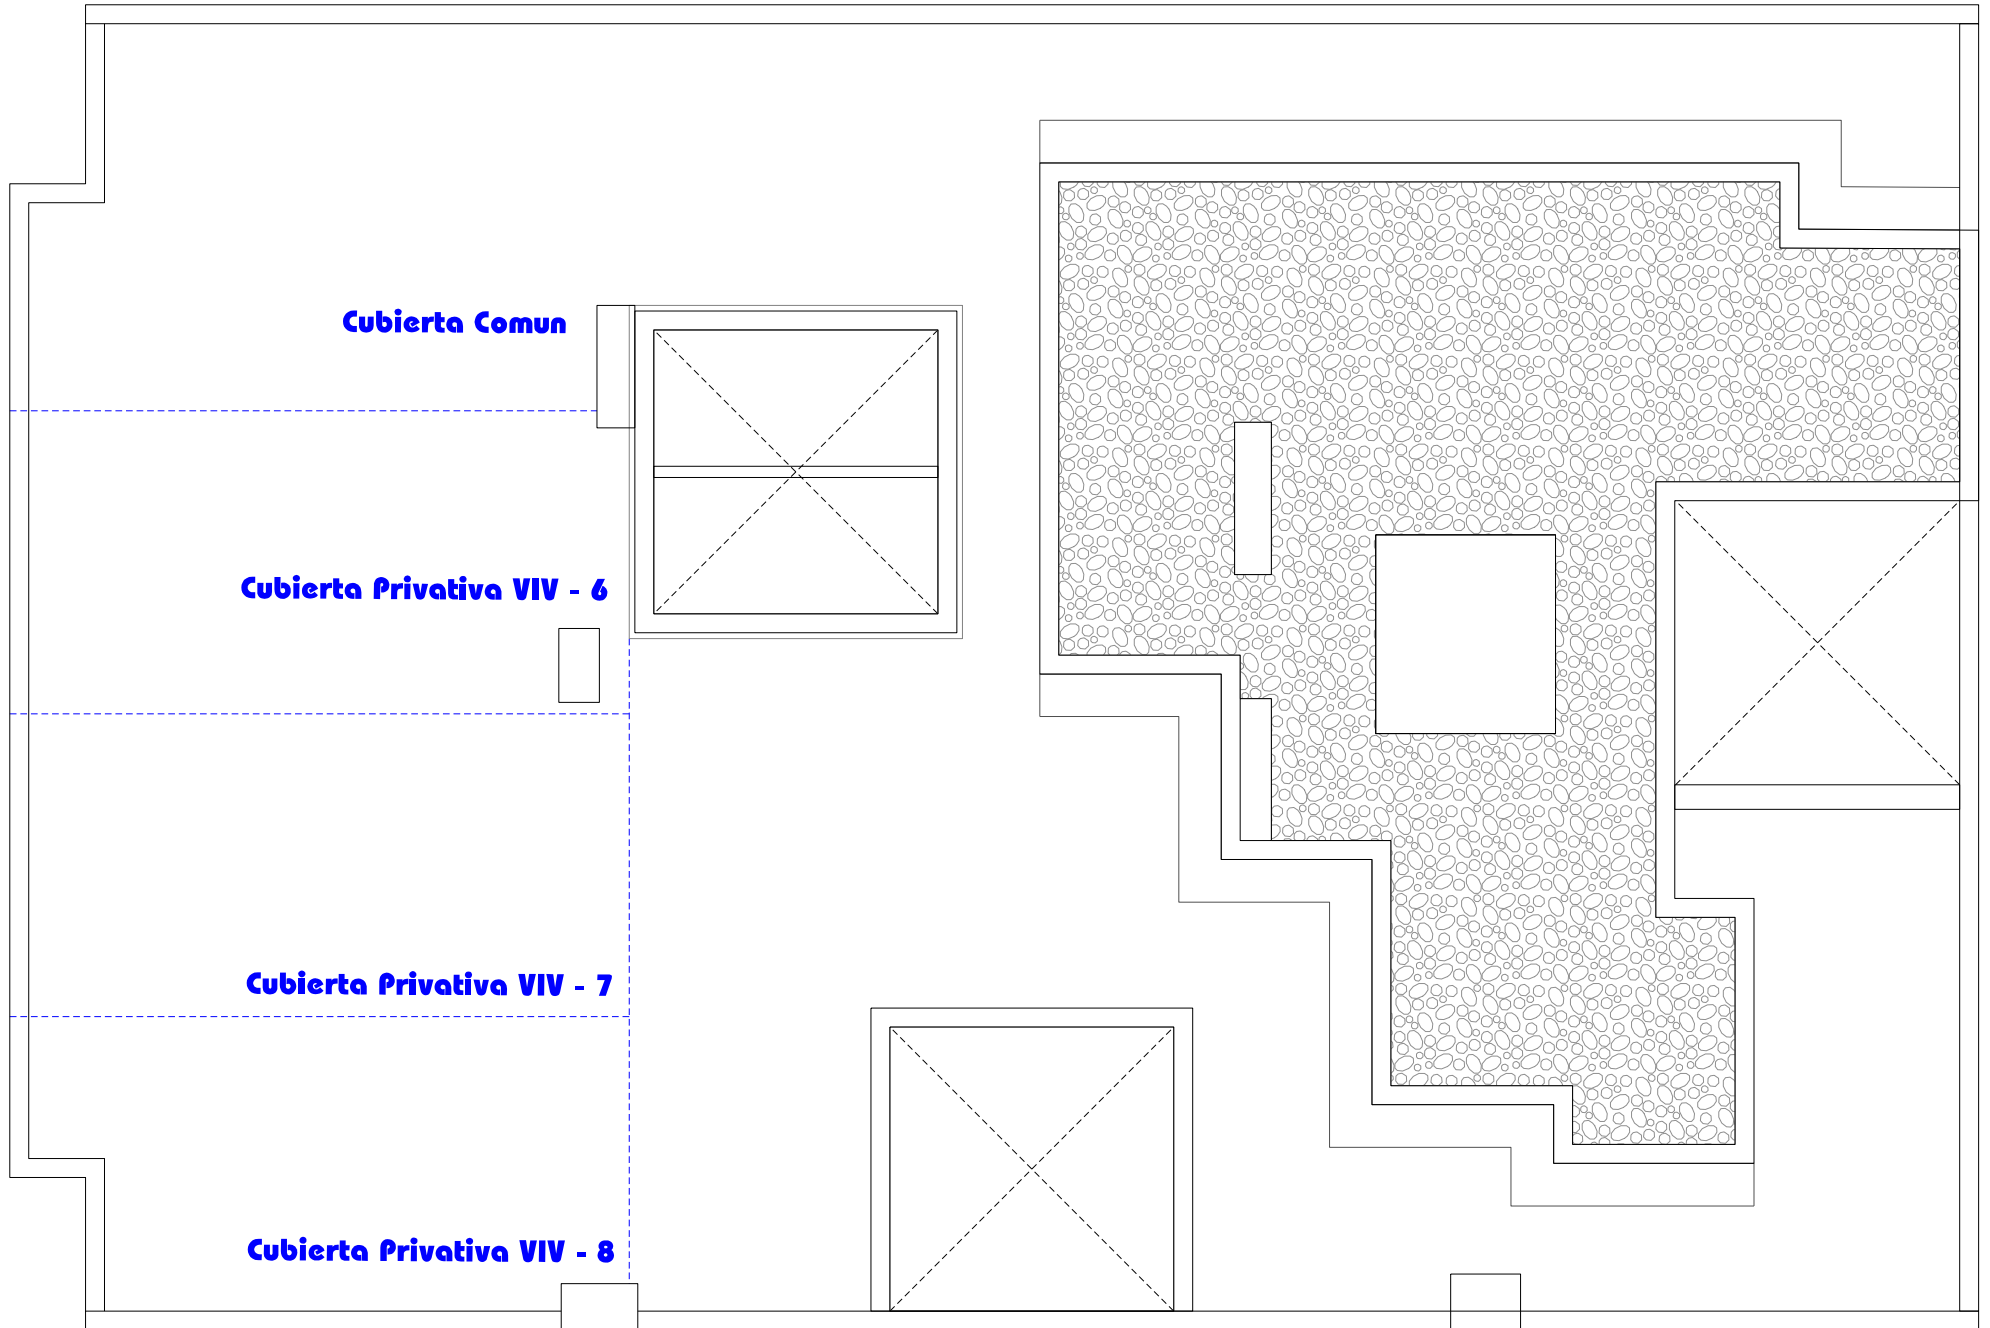 Cubierta Comun
Cubierta Privativa VIV - 6
Cubierta Privativa VIV - 7
Cubierta Privativa VIV - 8